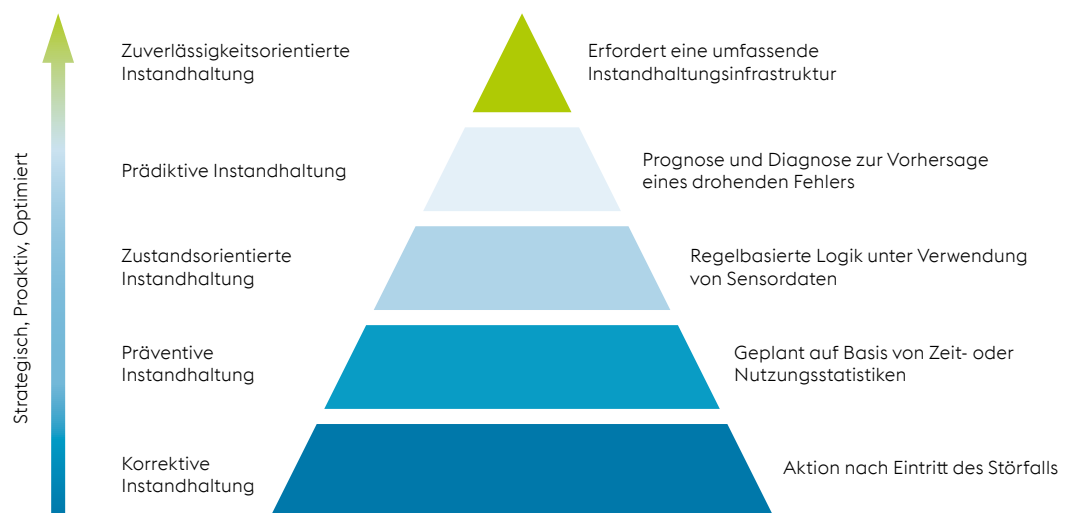 Strategisch, Proaktiv, Optimiert
Zuverlässigkeitsorientierte
Instandhaltung
Erfordert eine umfassende
Instandhaltungsinfrastruktur
Prädiktive Instandhaltung
Prognose und Diagnose zur Vorhersage
eines drohenden Fehlers
Zustandsorientierte
Instandhaltung
Regelbasierte Logik unter Verwendung
von Sensordaten
Präventive
Instandhaltung
Geplant auf Basis von Zeit- oder
Nutzungsstatistiken
Korrektive
Instandhaltung
Aktion nach Eintritt des Störfalls